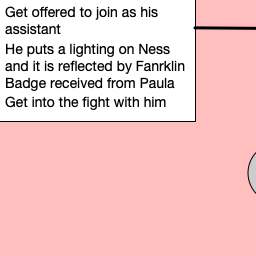 Get offered to join as his
assistant
He puts a lighting on Ness
and it is reflected by Fanrklin
Badge received from Paula
Get into the fight with him